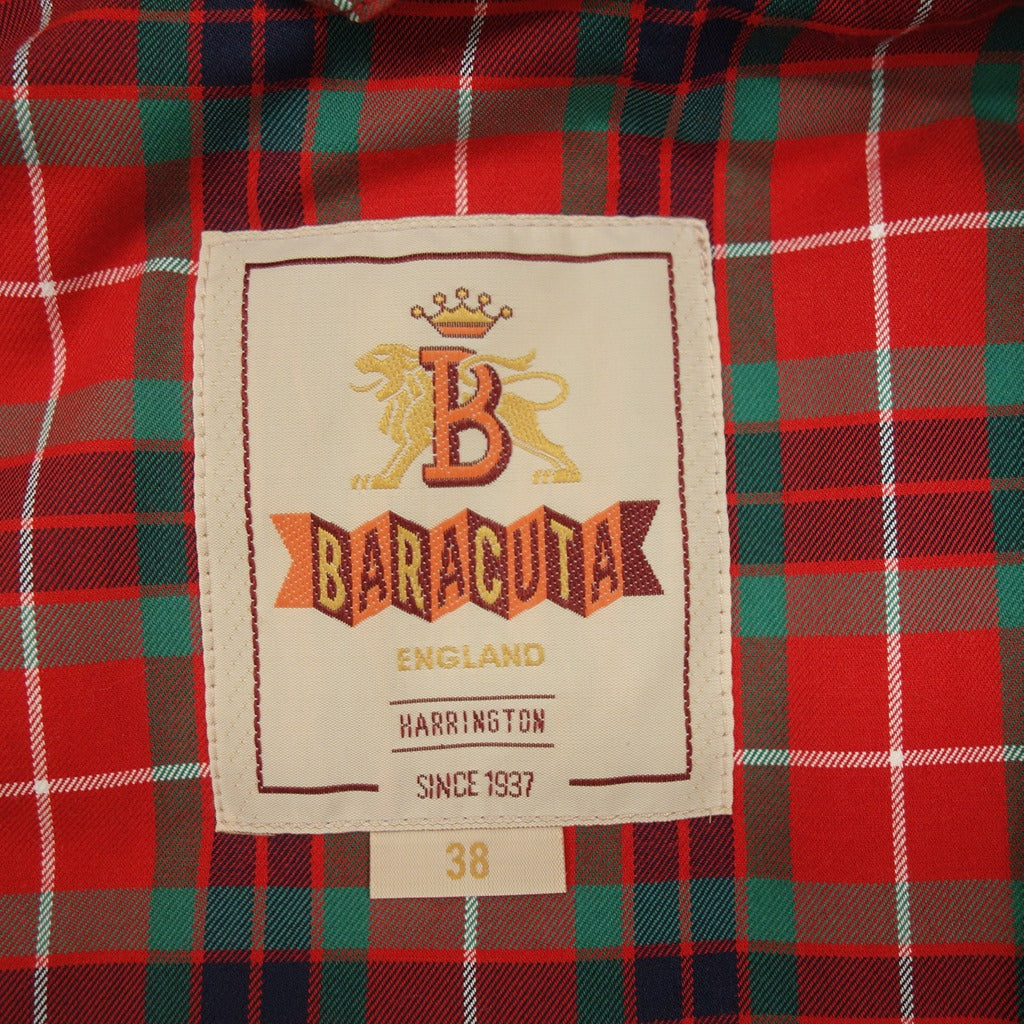 B
BARACUTA
ENGLAND
HARRINGTON
SINCE 1937
38